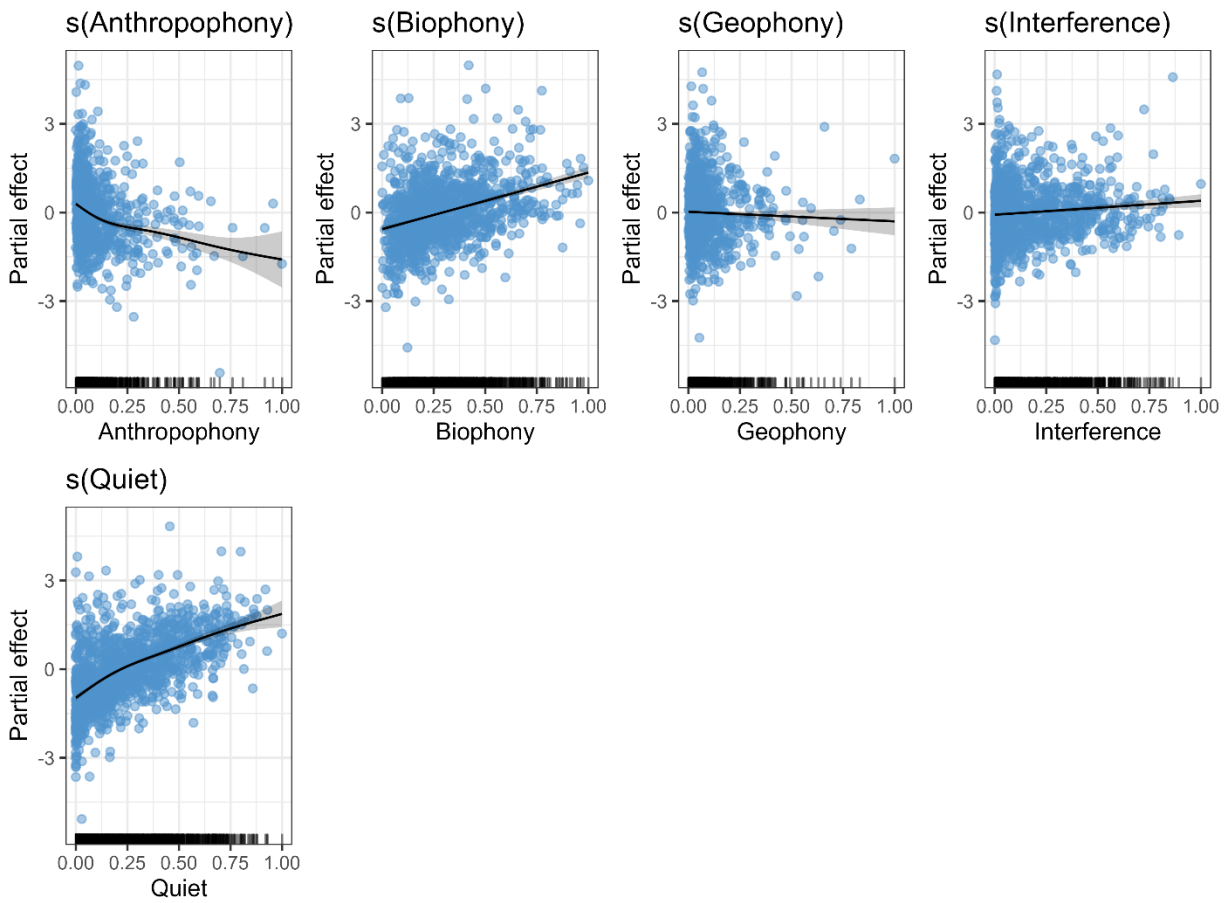 s(Anthropophony) s(Biophony) s(Geophony) s(Interference)
Partial effect Partial effect Partial effect Partial effect
3 3 3 3
0 0 0 0
-3 -3 -3 -3
0.00 0.25 0.50 0.75 1.00 0.00 0.25 0.50 0.75 1.00 0.00 0.25 0.50 0.75 1.00 0.00 0.25 0.50 0.75 1.00
Anthropophony Biophony Geophony Interference
s(Quiet)
Partial effect
3
0
-3
0.00 0.25 0.50 0.75 1.00
Quiet